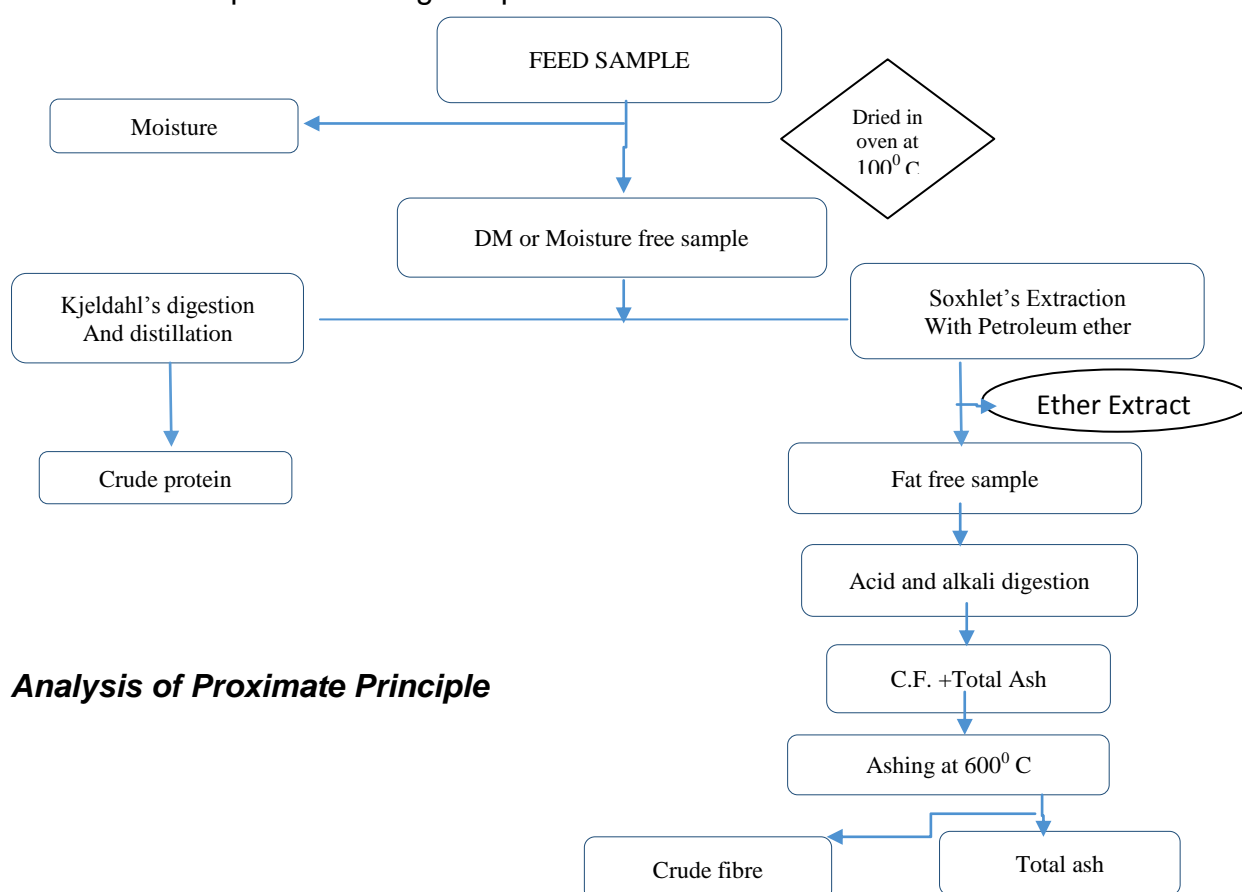 FEED SAMPLE
Moisture
Dried in
oven at
100⁰ C
DM or Moisture free sample
Kjeldahl’s digestion
And distillation
Soxhlet’s Extraction
With Petroleum ether
Ether Extract
Crude protein
Fat free sample
Acid and alkali digestion
Analysis of Proximate Principle
C.F. +Total Ash
Ashing at 600⁰ C
Crude fibre
Total ash